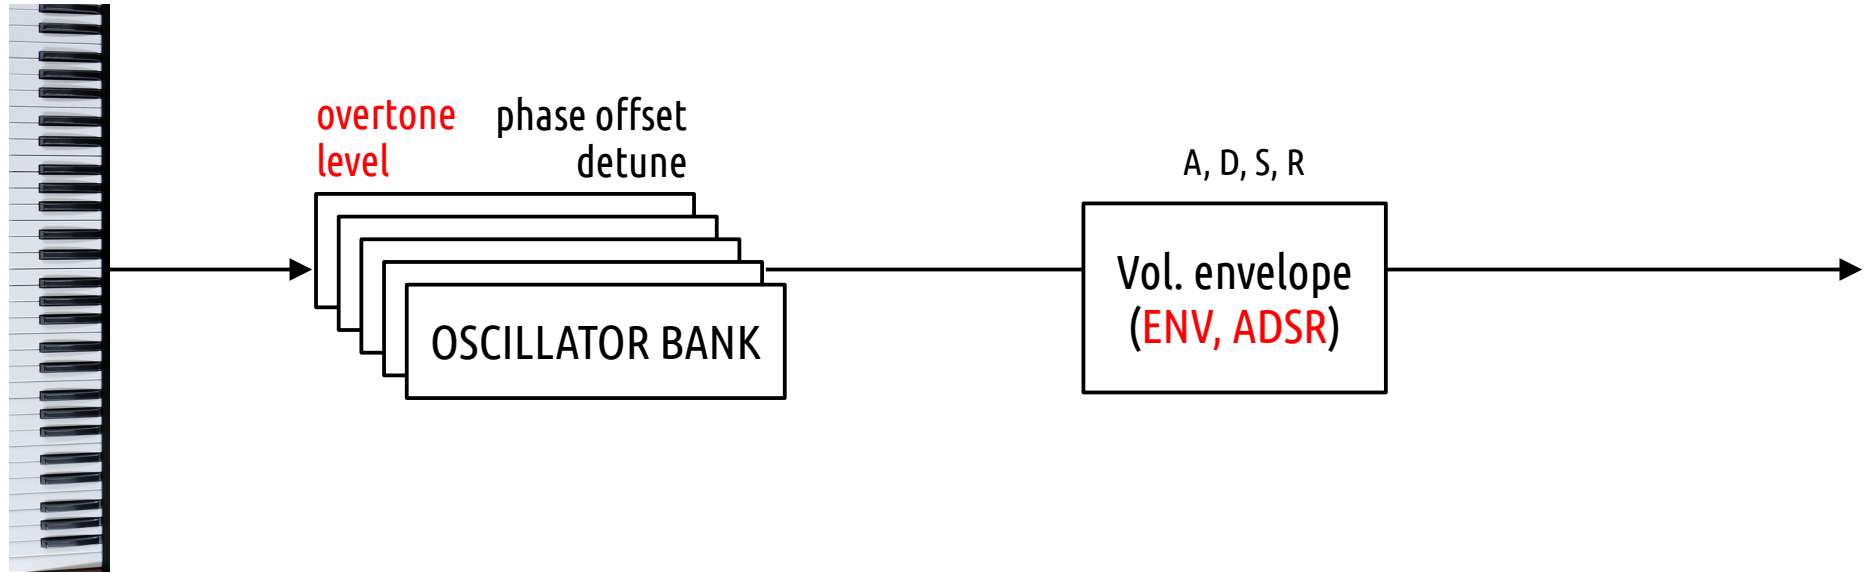 overtone
level
phase offset
detune
OSCILLATOR BANK
A, D, S, R
Vol. envelope
(ENV, ADSR)